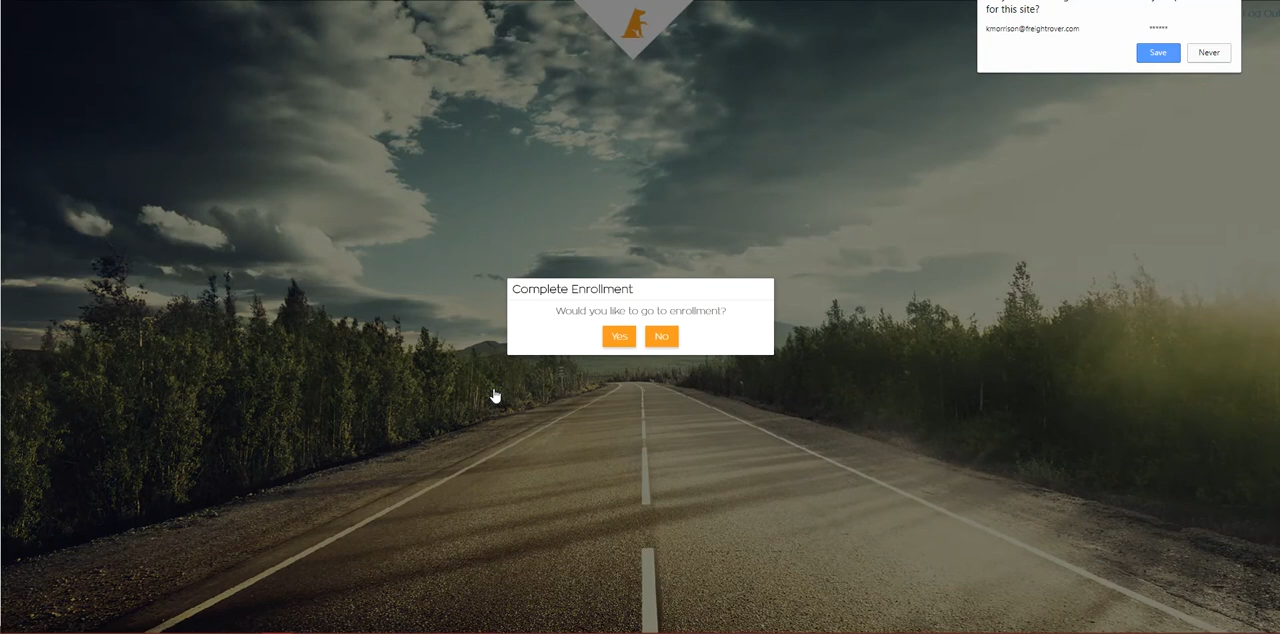 for this site?
kmorrison@freightrover.com ******
Save Never
Complete Enrollment
Would you like to go to enrollment?
Yes No